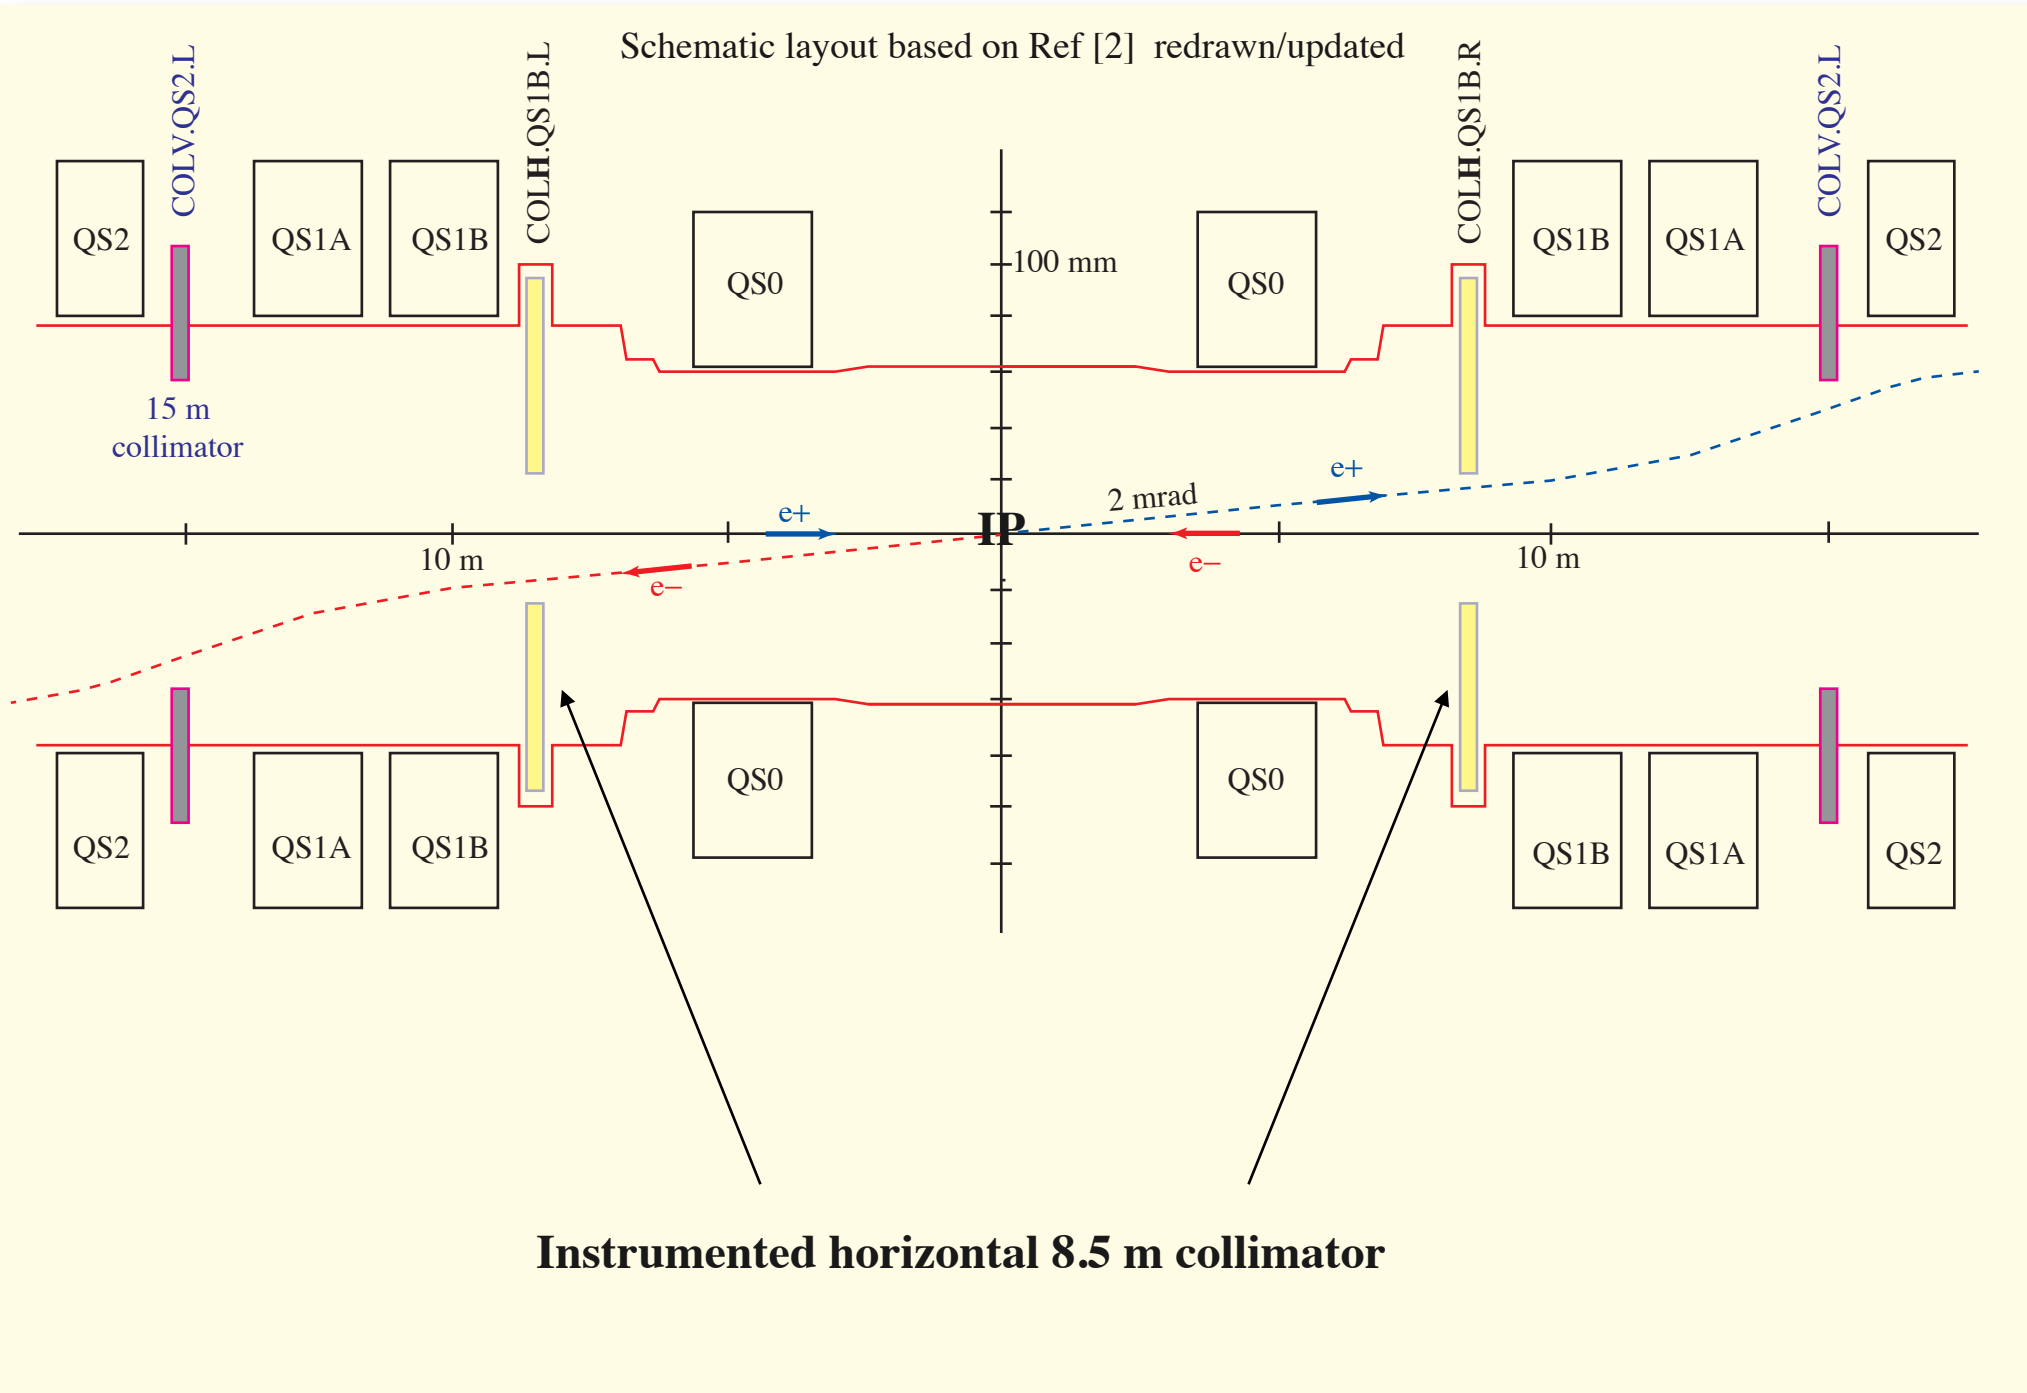 Schematic layout based on Ref [2] redrawn/updated
COLV.QS2.L
COLH.QS1B.L
COLH.QS1B.R
COLV.QS2.L
QS2
QS1A
QS1B
QS0
100 mm
QS0
QS1B
QS1A
QS2
15 m
collimator
e+
2 mrad
e+
IP
10 m
e–
e–
10 m
QS2
QS1A
QS1B
QS0
QS0
QS1B
QS1A
QS2
Instrumented horizontal 8.5 m collimator